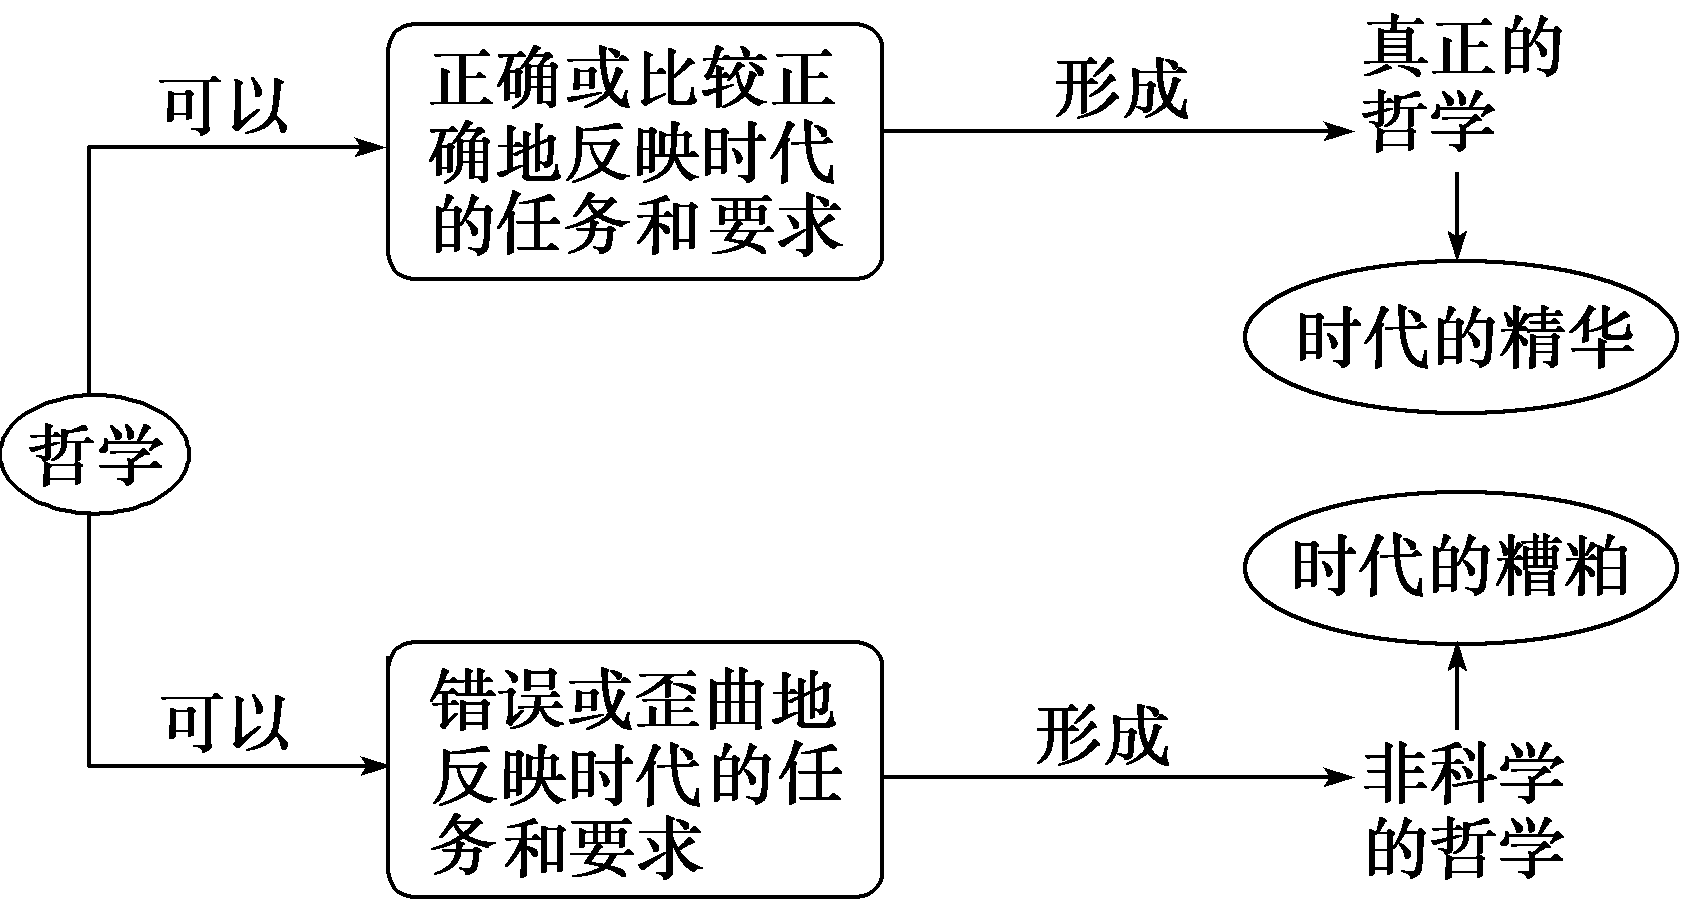 哲学
可以
正确或比较正
确地反映时代
的任务和要求
形成
真正的
哲学
时代的精华
可以
错误或歪曲地
反映时代的任
务和要求
形成
非科学
的哲学
时代的糟粕